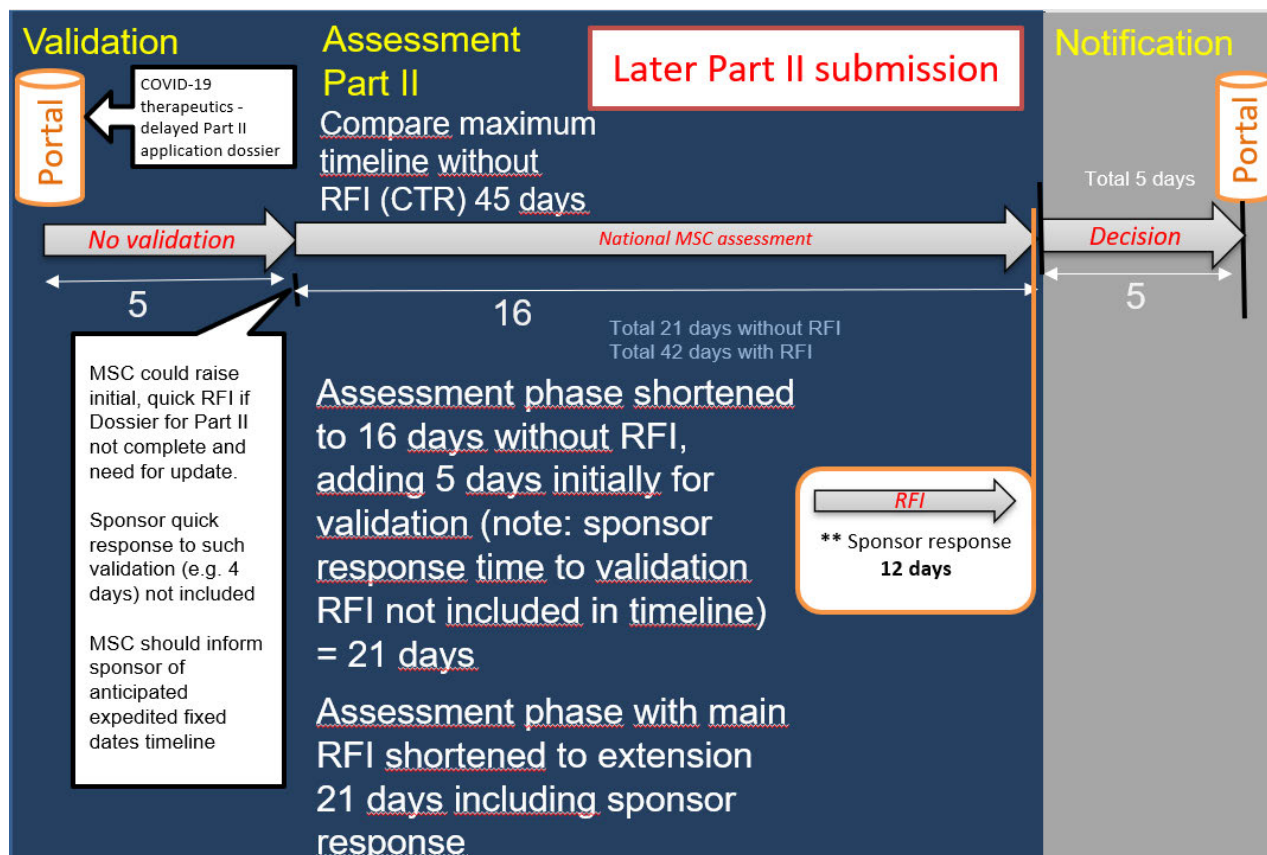 Validation
Portal
COVID-19
therapeutics -
delayed Part II
application dossier
Assessment
Part II
Compare maximum
timeline without
RFI (CTR) 45 days
Later Part II submission
Notification
Portal
Total 5 days
No validation
National MSC assessment
Decision
5
16
5
Total 21 days without RFI
Total 42 days with RFI
MSC could raise
initial, quick RFI if
Dossier for Part II
not complete and
need for update.
Sponsor quick
response to such
validation (e.g. 4
days) not included
MSC should inform
sponsor of
anticipated
expedited fixed
dates timeline
Assessment phase shortened
to 16 days without RFI,
adding 5 days initially for
validation (note: sponsor
response time to validation
RFI not included in timeline)
= 21 days
Assessment phase with main
RFI shortened to extension
21 days including sponsor
response
RFI
** Sponsor response
12 days